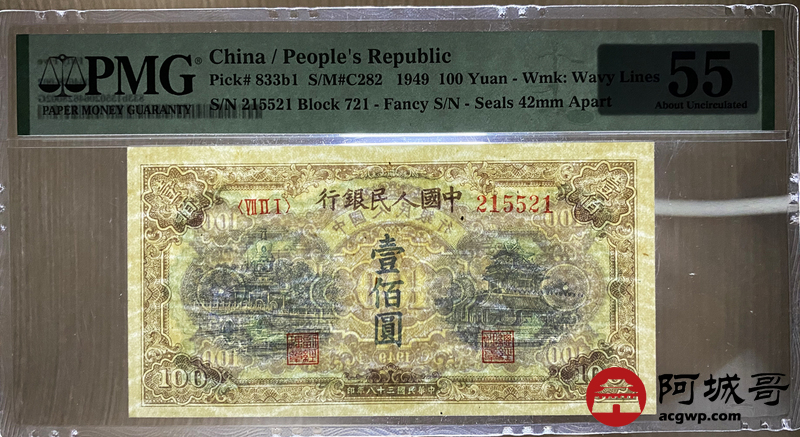 PMG
PAPER MONEY GUARANTY
China / People's Republic
Pick# 833b1 S/M#C282 1949 100 Yuan - Wmk: Wavy Lines
S/N 215521 Block 721 - Fancy S/N - Seals 42mm Apart
55
About Uncirculated
行銀民人國中
〈ⅦⅡⅠ〉
215521
壹佰圓
100
印年八十三國民華中
阿城哥
acgwp.com